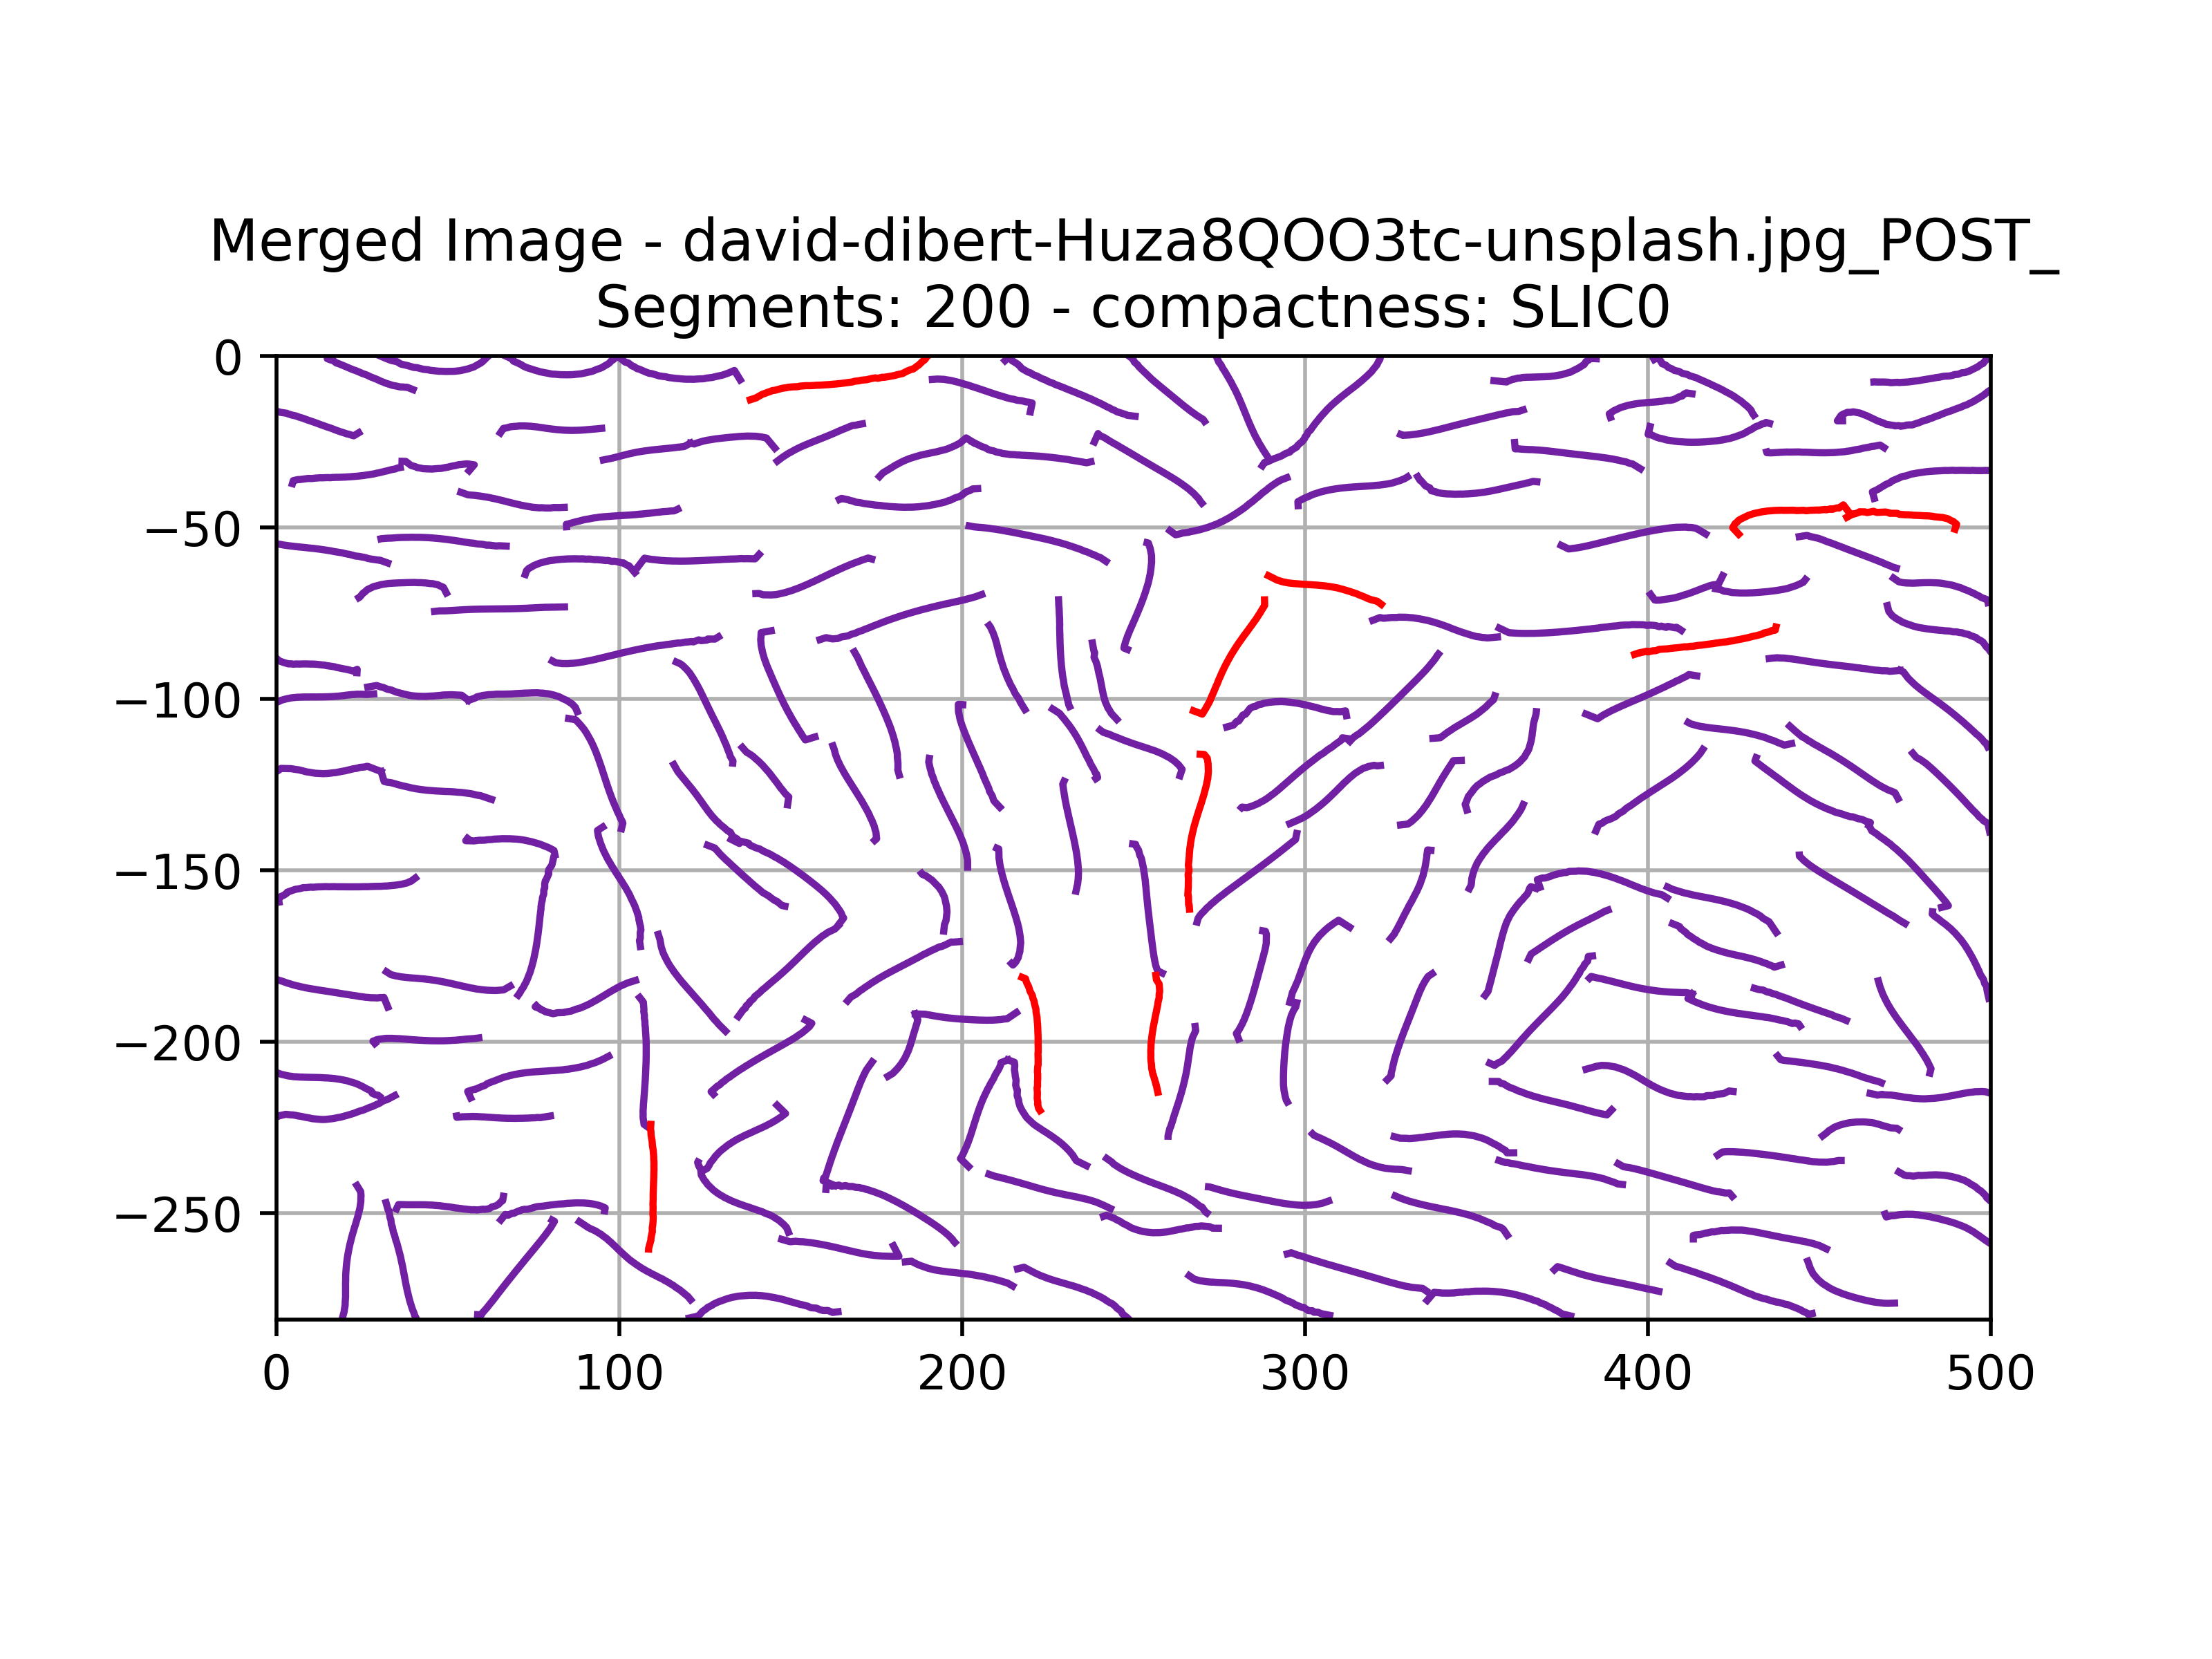 Merged Image - david-dibert-Huza8QOO3tc-unsplash.jpg_POST_
Segments: 200 - compactness: SLIC0
0
−50
−100
−150
−200
−250
0 100 200 300 400 500